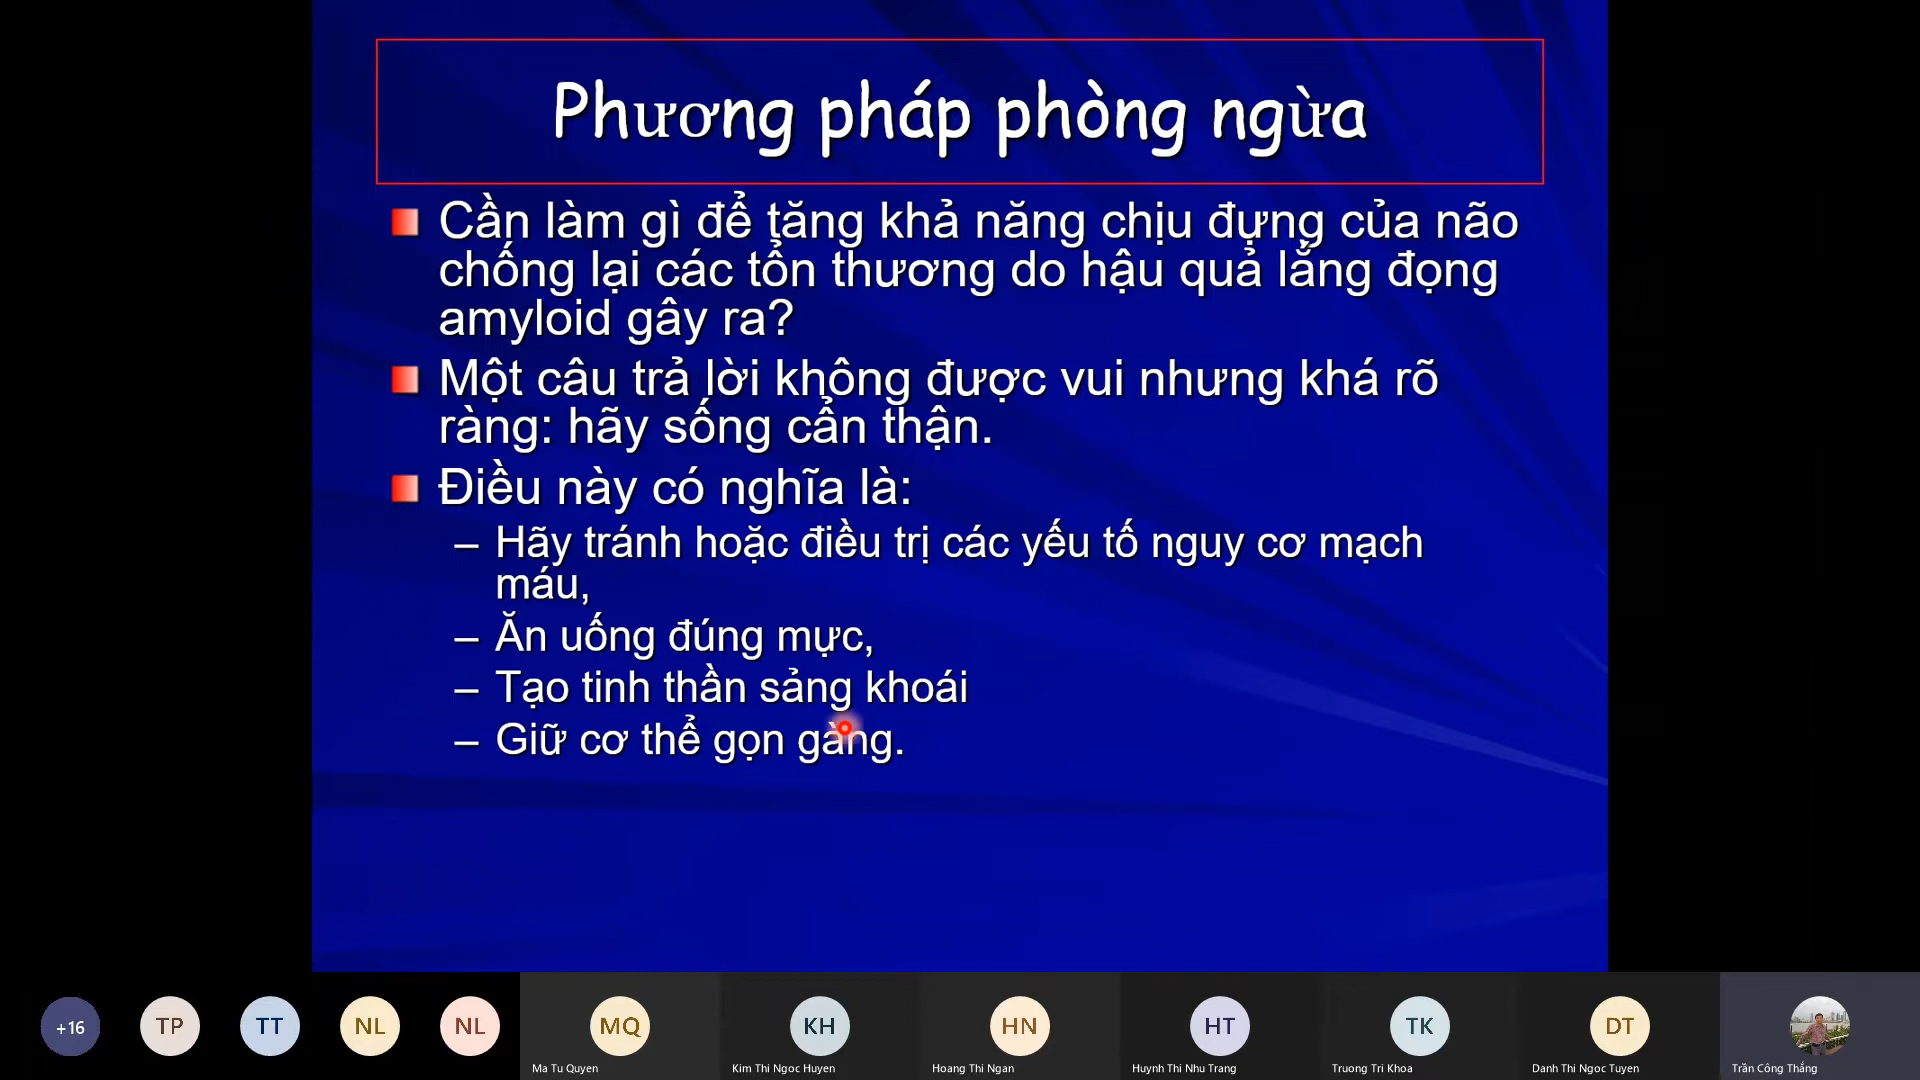 Phương pháp phòng ngừa
Cần làm gì để tăng khả năng chịu đựng của não
chống lại các tổn thương do hậu quả lắng đọng
amyloid gây ra?
Một câu trả lời không được vui nhưng khá rõ
ràng: hãy sống cẩn thận.
Điều này có nghĩa là:
– Hãy tránh hoặc điều trị các yếu tố nguy cơ mạch
máu,
– Ăn uống đúng mực,
– Tạo tinh thần sảng khoái
– Giữ cơ thể gọn gàng.
+16 TP TT NL NL MQ KH HN HT TK DT
Ma Tu Quyen Kim Thi Ngoc Huyen Hoang Thi Ngan Huynh Thi Nhu Trang Truong Tri Khoa Danh Thi Ngoc Tuyen Trần Công Thắng